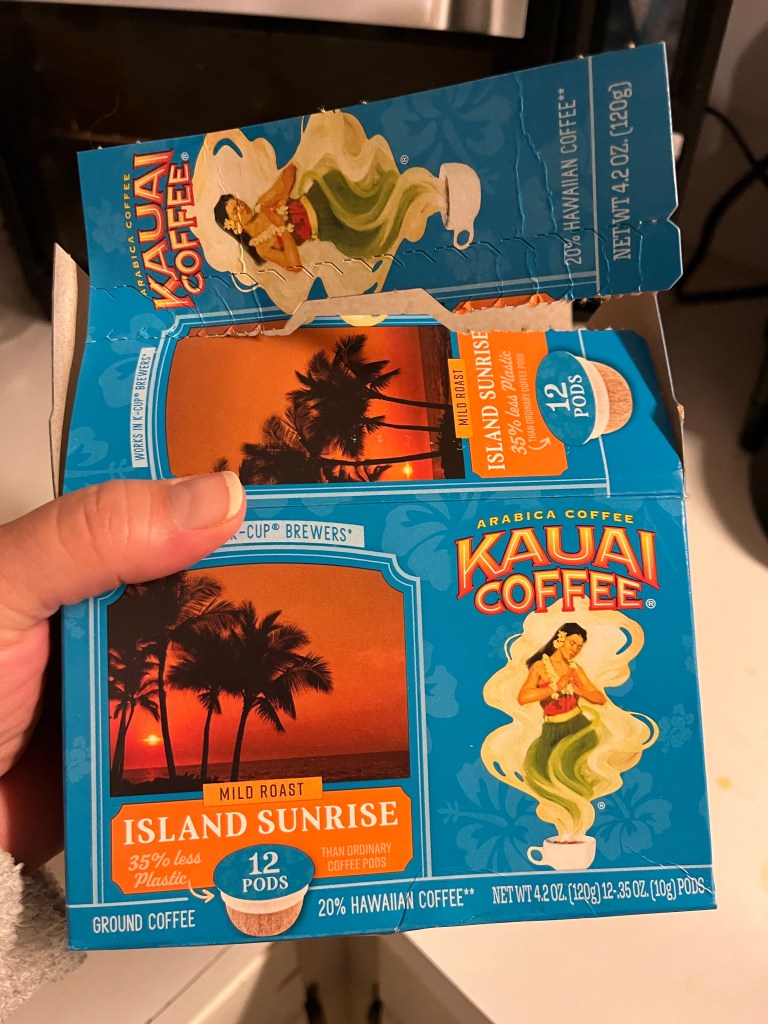 ARABICA COFFEE
KAUAI
COFFEE®
®
20% HAWAIIAN COFFEE**
NET WT 4.2 OZ. (120g)
WORKS IN K-CUP® BREWERS*
MILD ROAST
ISLAND SUNRISE
35% less Plastic
THAN ORDINARY COFFEE PODS
12
PODS
K-CUP® BREWERS*
ARABICA COFFEE
KAUAI
COFFEE®
®
MILD ROAST
ISLAND SUNRISE
35% less
Plastic
THAN ORDINARY
COFFEE PODS
12
PODS
GROUND COFFEE
20% HAWAIIAN COFFEE**
NET WT 4.2 OZ. (120g) 12-.35 OZ. (10g) PODS